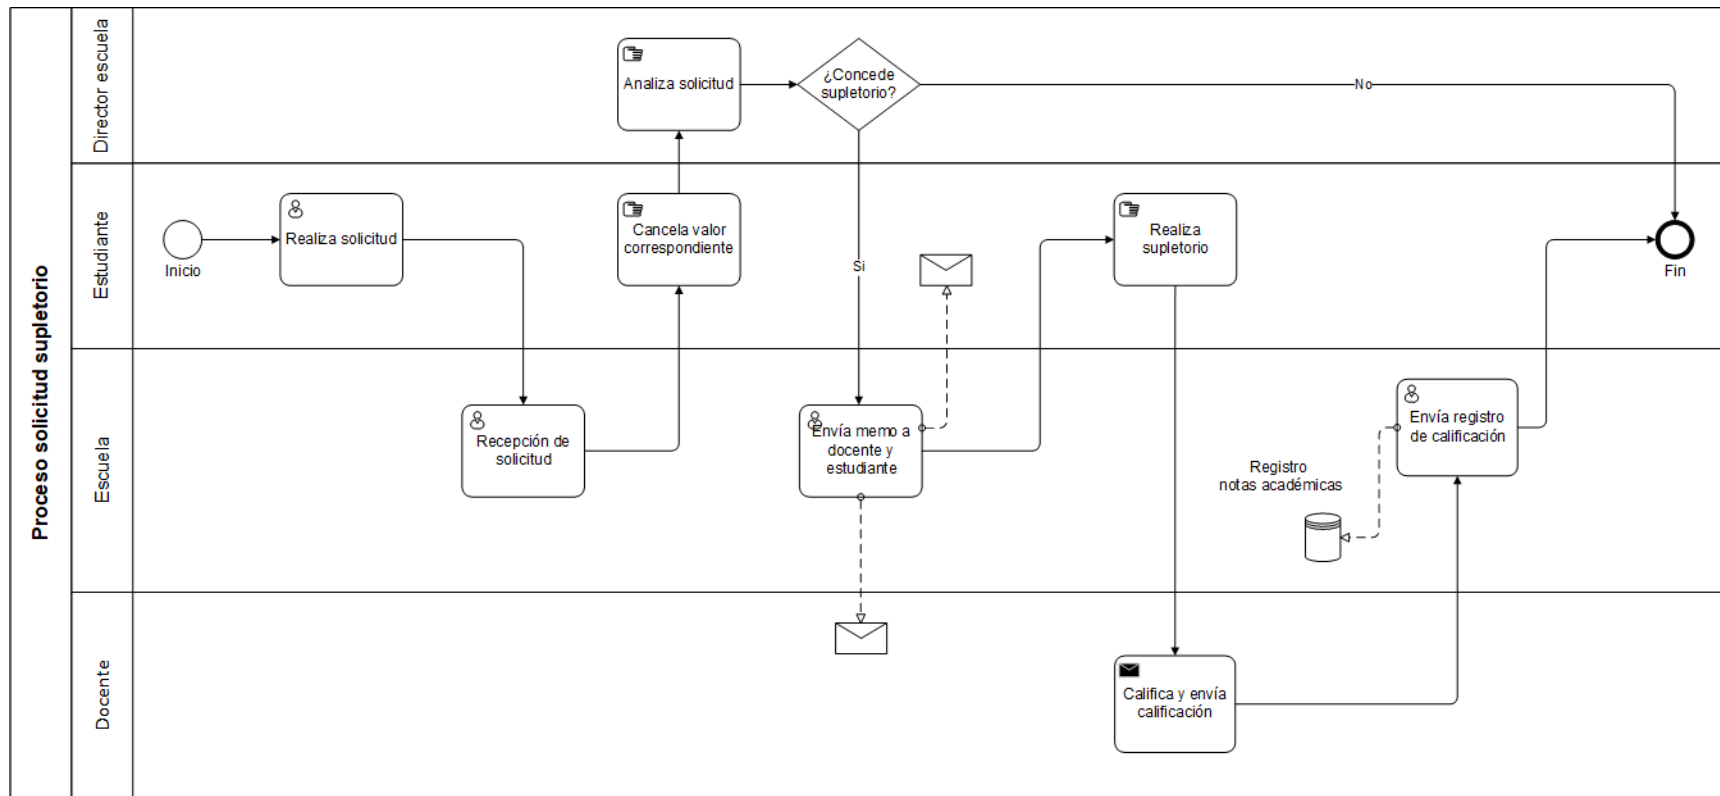 Proceso solicitud supletorio
Director escuela
Analiza solicitud
¿Concede
supletorio?
No
Estudiante
Inicio
Realiza solicitud
Cancela valor
correspondiente
Si
Realiza
supletorio
Fin
Escuela
Recepción de
solicitud
Envía memo a
docente y
estudiante
Registro
notas académicas
Envía registro
de calificación
Docente
Califica y envía
calificación